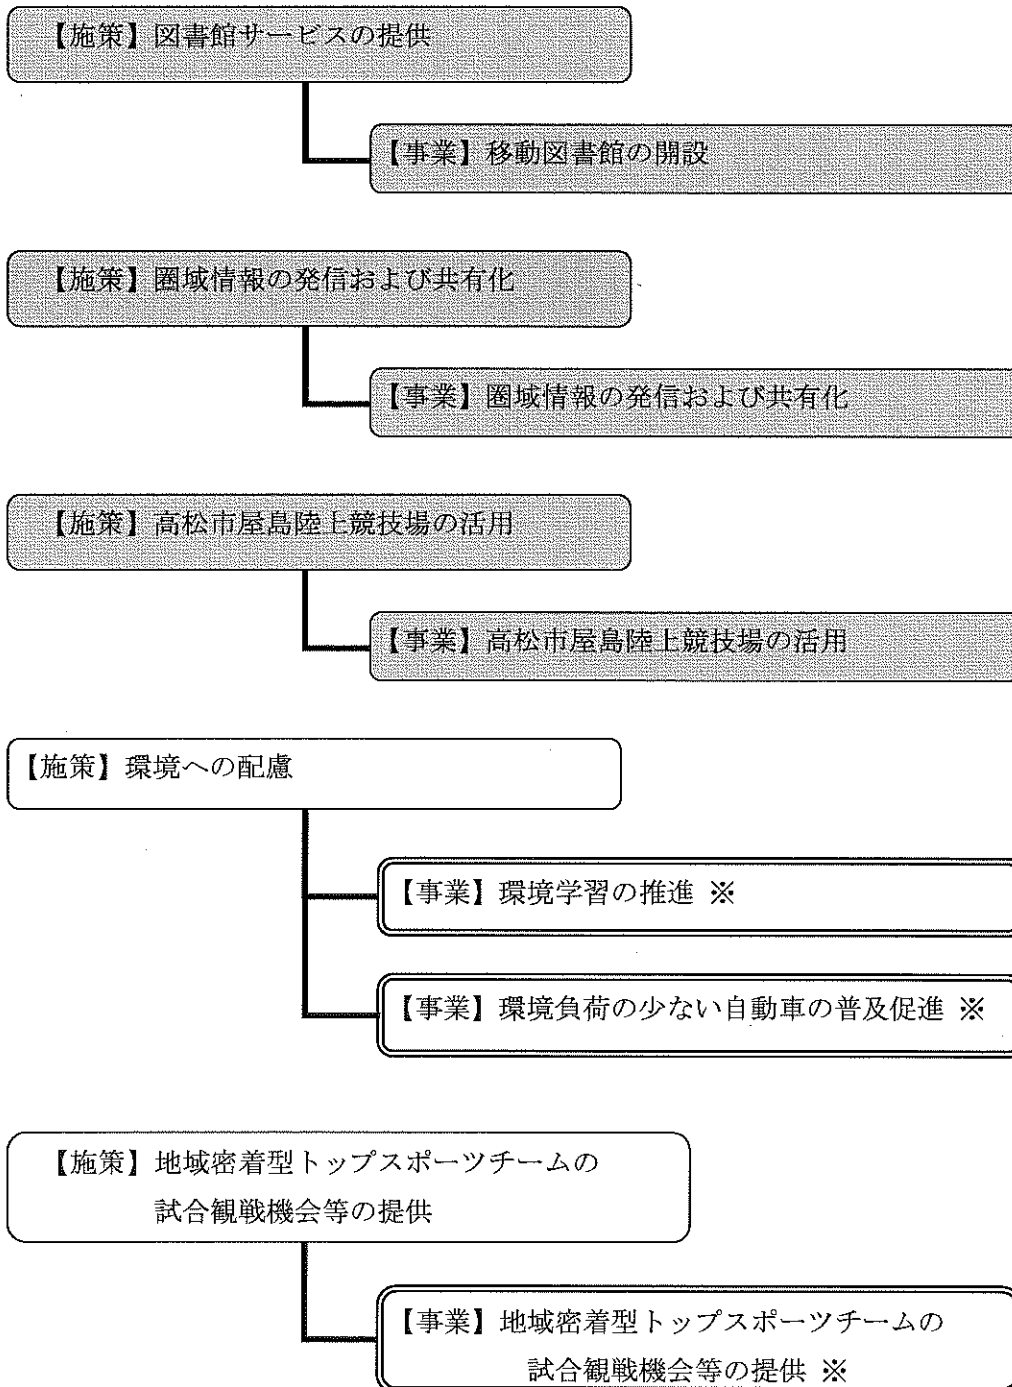 【施策】図書館サービスの提供
【事業】移動図書館の開設
【施策】圏域情報の発信および共有化
【事業】圏域情報の発信および共有化
【施策】高松市屋島陸上競技場の活用
【事業】高松市屋島陸上競技場の活用
【施策】環境への配慮
【事業】環境学習の推進 ※
【事業】環境負荷の少ない自動車の普及促進 ※
【施策】地域密着型トップスポーツチームの
試合観戦機会等の提供
【事業】地域密着型トップスポーツチームの
試合観戦機会等の提供 ※